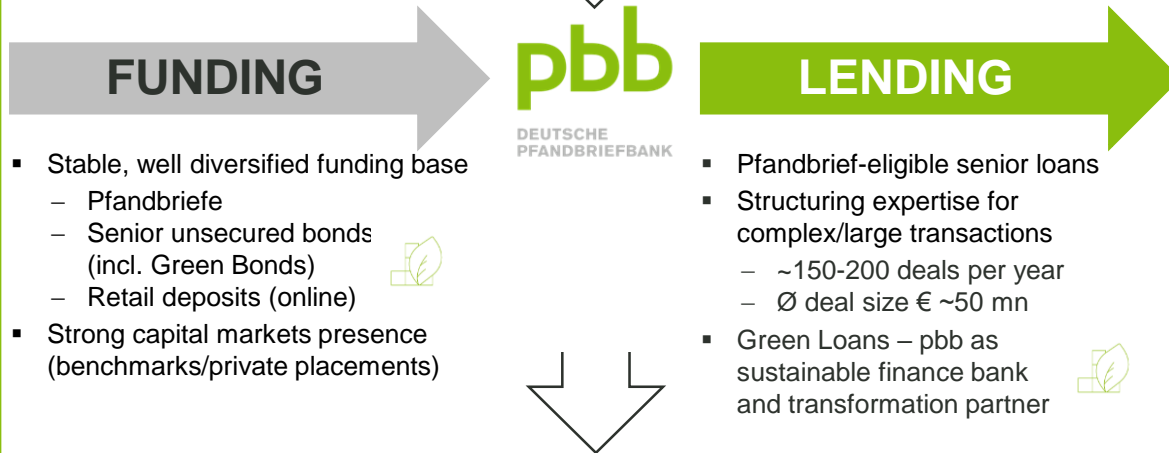 FUNDING
▪ Stable, well diversified funding base
– Pfandbriefe
– Senior unsecured bonds
(incl. Green Bonds)
– Retail deposits (online)
▪ Strong capital markets presence
(benchmarks/private placements)
pbb
DEUTSCHE
PFANDBRIEFBANK
LENDING
▪ Pfandbrief-eligible senior loans
▪ Structuring expertise for
complex/large transactions
– ~150-200 deals per year
– Ø deal size € ~50 mn
▪ Green Loans – pbb as
sustainable finance bank
and transformation partner